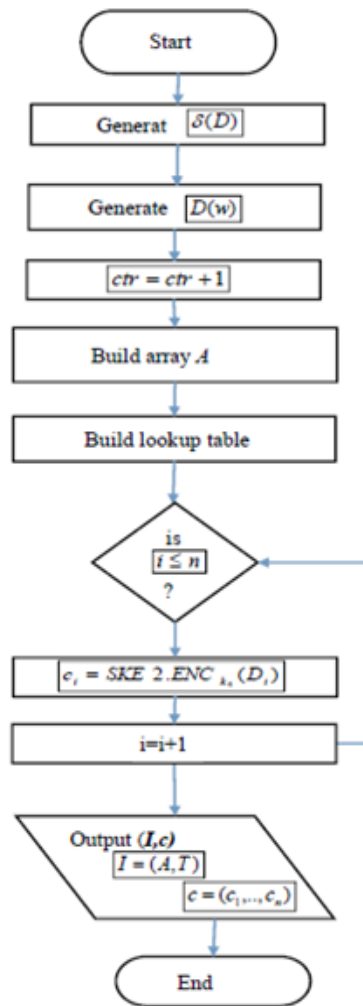 Start
Generat 𝛿(D)
Generate D(w)
ctr = ctr + 1
Build array A
Build lookup table
is
i ≤ n
?
c_i = SKE 2.ENC_{k_4}(D_i)
i=i+1
Output (I,c)
I = (A,T)
c = (c_1,..,c_n)
End